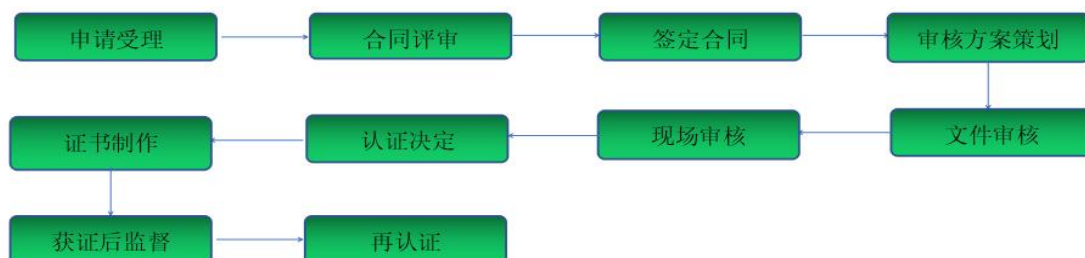 申请受理
合同评审
签定合同
审核方案策划
文件审核
现场审核
认证决定
证书制作
获证后监督
再认证